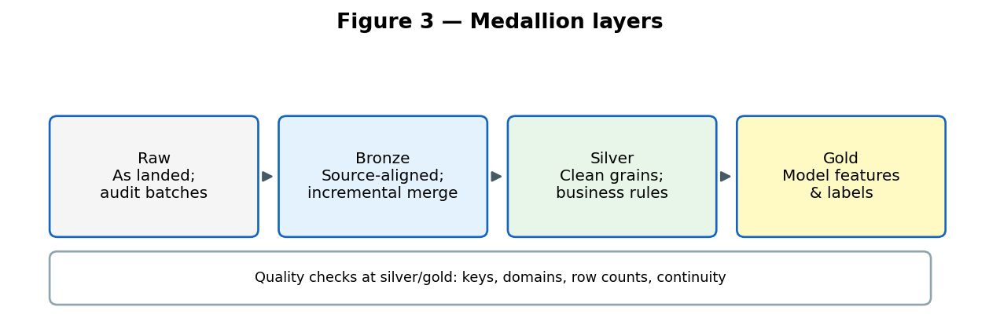 Figure 3 — Medallion layers
Raw
As landed;
audit batches
Bronze
Source-aligned;
incremental merge
Silver
Clean grains;
business rules
Gold
Model features
& labels
Quality checks at silver/gold: keys, domains, row counts, continuity